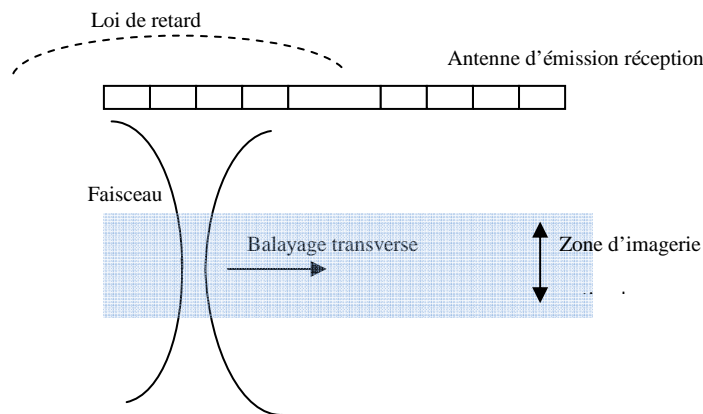 Loi de retard
Antenne d'émission réception
Faisceau
Balayage transverse
Zone d'imagerie